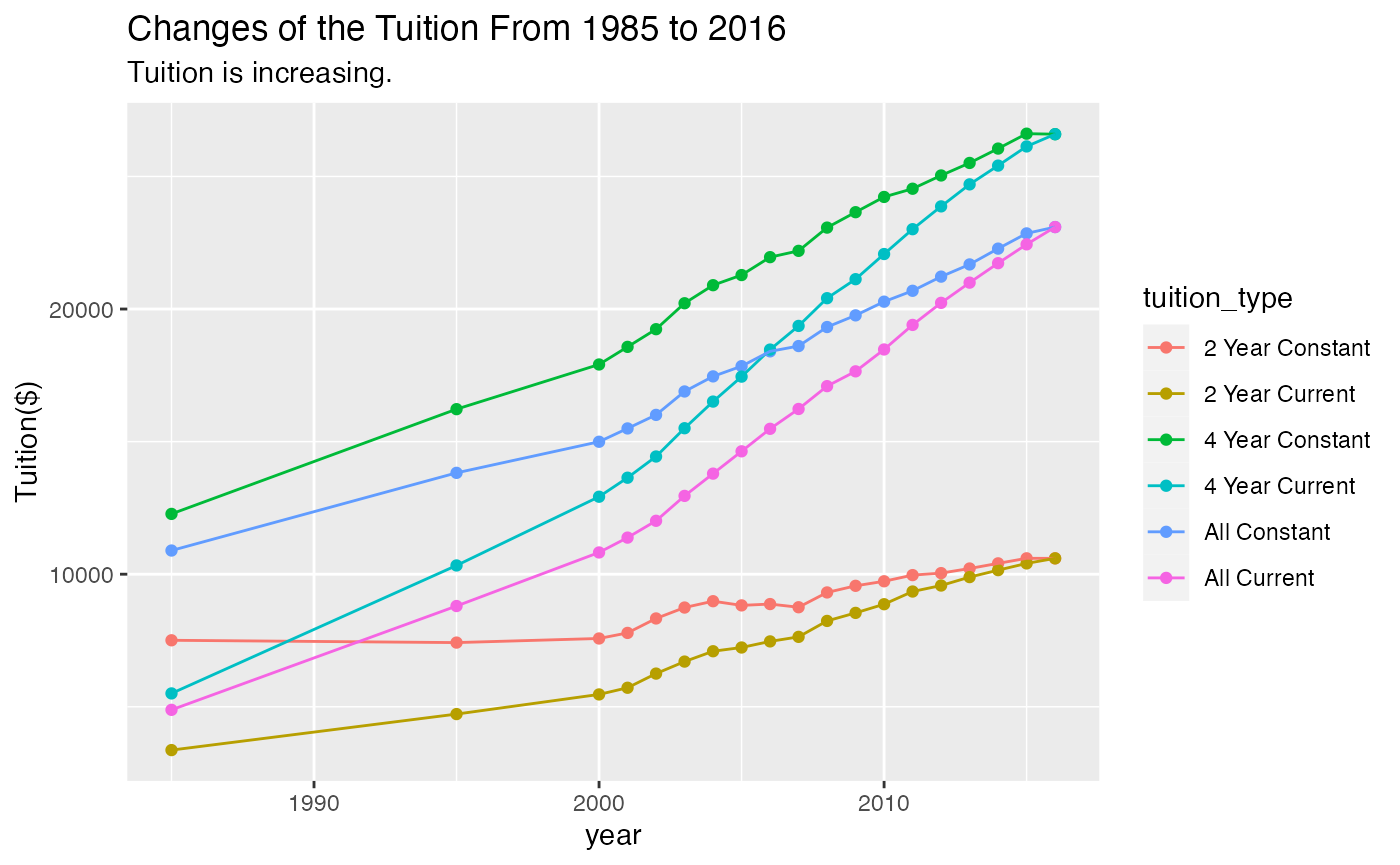 Changes of the Tuition From 1985 to 2016
Tuition is increasing.
Tuition($)
20000
10000
1990
2000
2010
year
tuition_type
2 Year Constant
2 Year Current
4 Year Constant
4 Year Current
All Constant
All Current